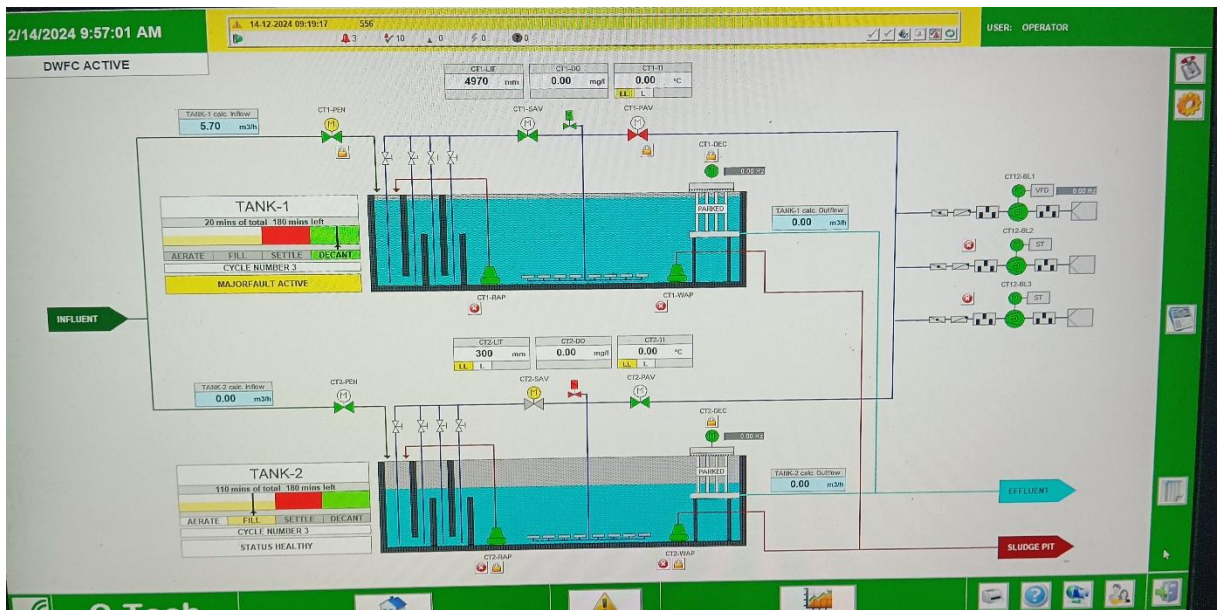 2/14/2024 9:57:01 AM
14-12-2024 09:19:17 556
3 10 0 0 0
USER: OPERATOR
DWFC ACTIVE
CT1-LIT CT1-DO CT1-TI
4970 mm 0.00 mg/l 0.00 °C
LL L
TANK-1 calc. Inflow
5.70 m3/h
CT1-PEN
M
CT1-SAV
M
CT1-PAV
M
CT1-DEC
M 0.00 Hz
PARKED
TANK-1
20 mins of total 180 mins left
AERATE FILL SETTLE DECANT
CYCLE NUMBER 3
MAJORFAULT ACTIVE
TANK-1 calc. Outflow
0.00 m3/h
CT12-BL1
M VFD 0.00 Hz
CT12-BL2
ST
CT12-BL3
ST
CT1-RAP
CT1-WAP
INFLUENT
CT2-LIT CT2-DO CT2-TI
300 mm 0.00 mg/l 0.00 °C
LL L LL L
TANK-2 calc. Inflow
0.00 m3/h
CT2-PEN
M
CT2-SAV
M
CT2-PAV
M
CT2-DEC
M 0.00 Hz
PARKED
TANK-2
110 mins of total 180 mins left
AERATE FILL SETTLE DECANT
CYCLE NUMBER 3
STATUS HEALTHY
TANK-2 calc. Outflow
0.00 m3/h
CT2-RAP
CT2-WAP
EFFLUENT
SLUDGE PIT
C-Tech